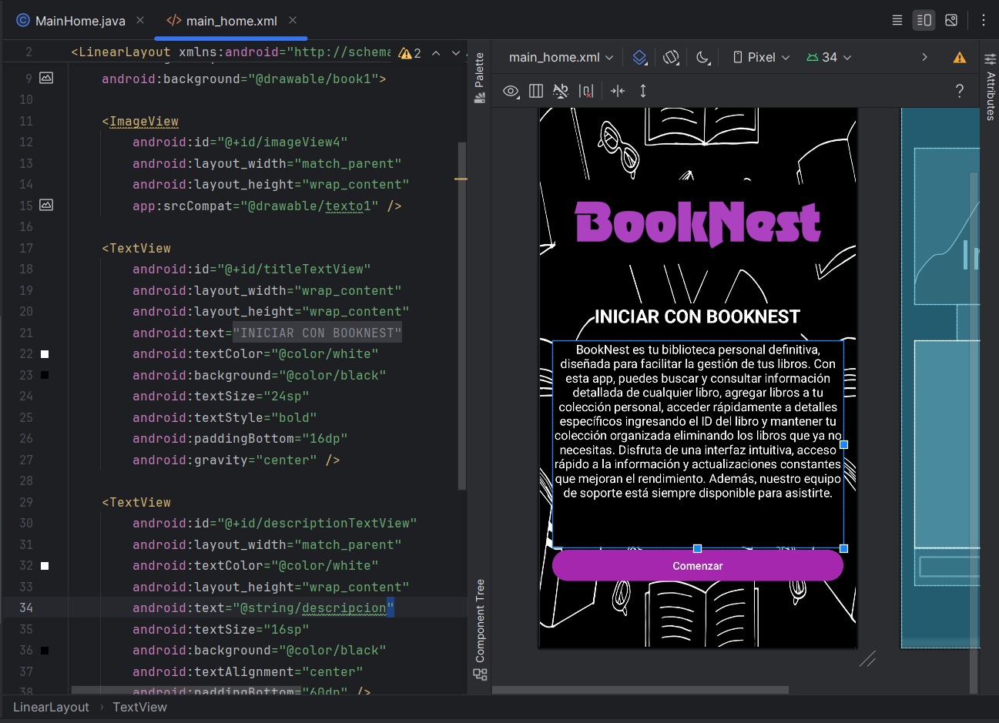 MainHome.java
main_home.xml
2 <LinearLayout xmlns:android="http://schema 2
9 android:background="@drawable/book1">
10
11 <ImageView
12 android:id="@+id/imageView4"
13 android:layout_width="match_parent"
14 android:layout_height="wrap_content"
15 app:srcCompat="@drawable/texto1" />
16
17 <TextView
18 android:id="@+id/titleTextView"
19 android:layout_width="wrap_content"
20 android:layout_height="wrap_content"
21 android:text="INICIAR CON BOOKNEST"
22 android:textColor="@color/white"
23 android:background="@color/black"
24 android:textSize="24sp"
25 android:textStyle="bold"
26 android:paddingBottom="16dp"
27 android:gravity="center" />
28
29 <TextView
30 android:id="@+id/descriptionTextView"
31 android:layout_width="match_parent"
32 android:textColor="@color/white"
33 android:layout_height="wrap_content"
34 android:text="@string/descripcion"
35 android:textSize="16sp"
36 android:background="@color/black"
37 android:textAlignment="center"
38 android:paddingBottom="60dp" />
LinearLayout › TextView
Palette
Component Tree
main_home.xml
Pixel
34
?
Attributes
BookNest
INICIAR CON BOOKNEST
BookNest es tu biblioteca personal definitiva,
diseñada para facilitar la gestión de tus libros. Con
esta app, puedes buscar y consultar información
detallada de cualquier libro, agregar libros a tu
colección personal, acceder rápidamente a detalles
específicos ingresando el ID del libro y mantener tu
colección organizada eliminando los libros que ya no
necesitas. Disfruta de una interfaz intuitiva, acceso
rápido a la información y actualizaciones constantes
que mejoran el rendimiento. Además, nuestro equipo
de soporte está siempre disponible para asistirte.
Comenzar